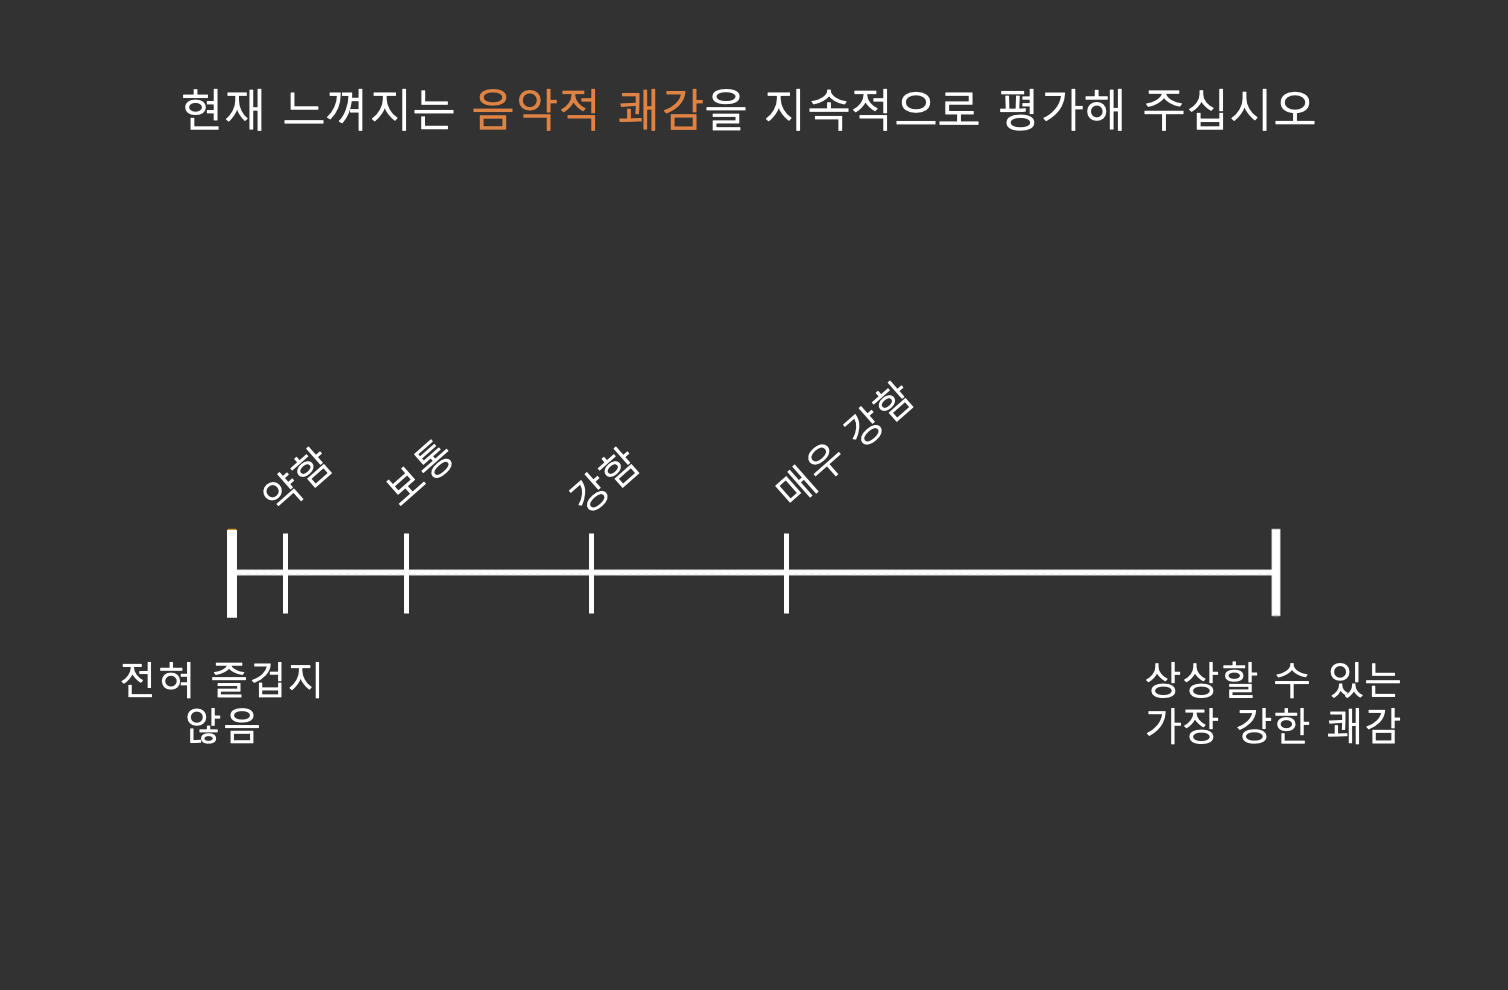 현재 느껴지는 음악적 쾌감을 지속적으로 평가해 주십시오
약함
보통
강함
매우 강함
전혀 즐겁지
않음
상상할 수 있는
가장 강한 쾌감